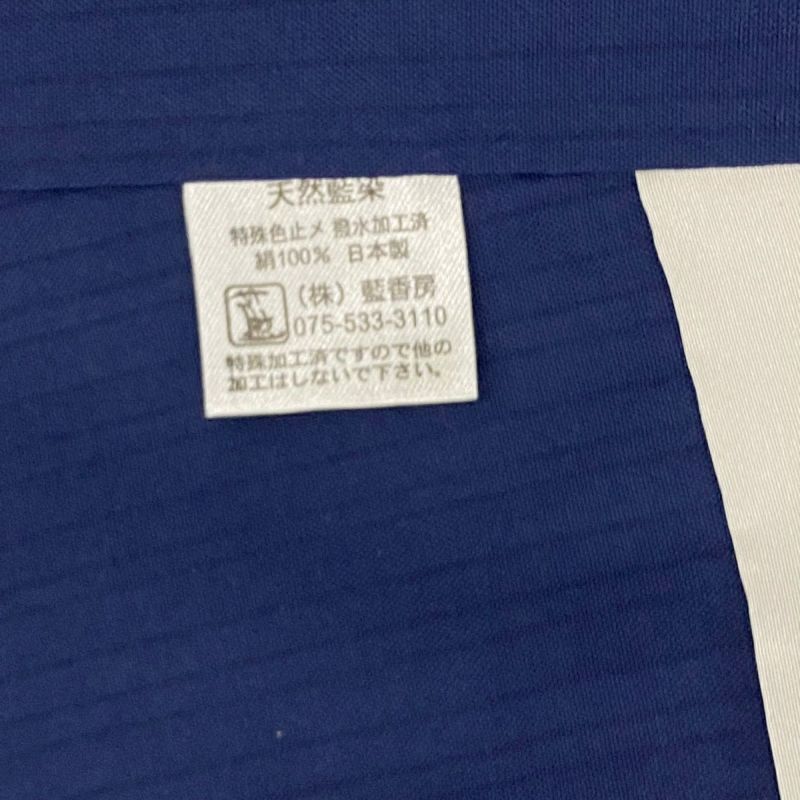 天然藍染
特殊色止メ 撥水加工済
絹100% 日本製
(株) 藍香房
075-533-3110
特殊加工済ですので他の
加工はしないで下さい。